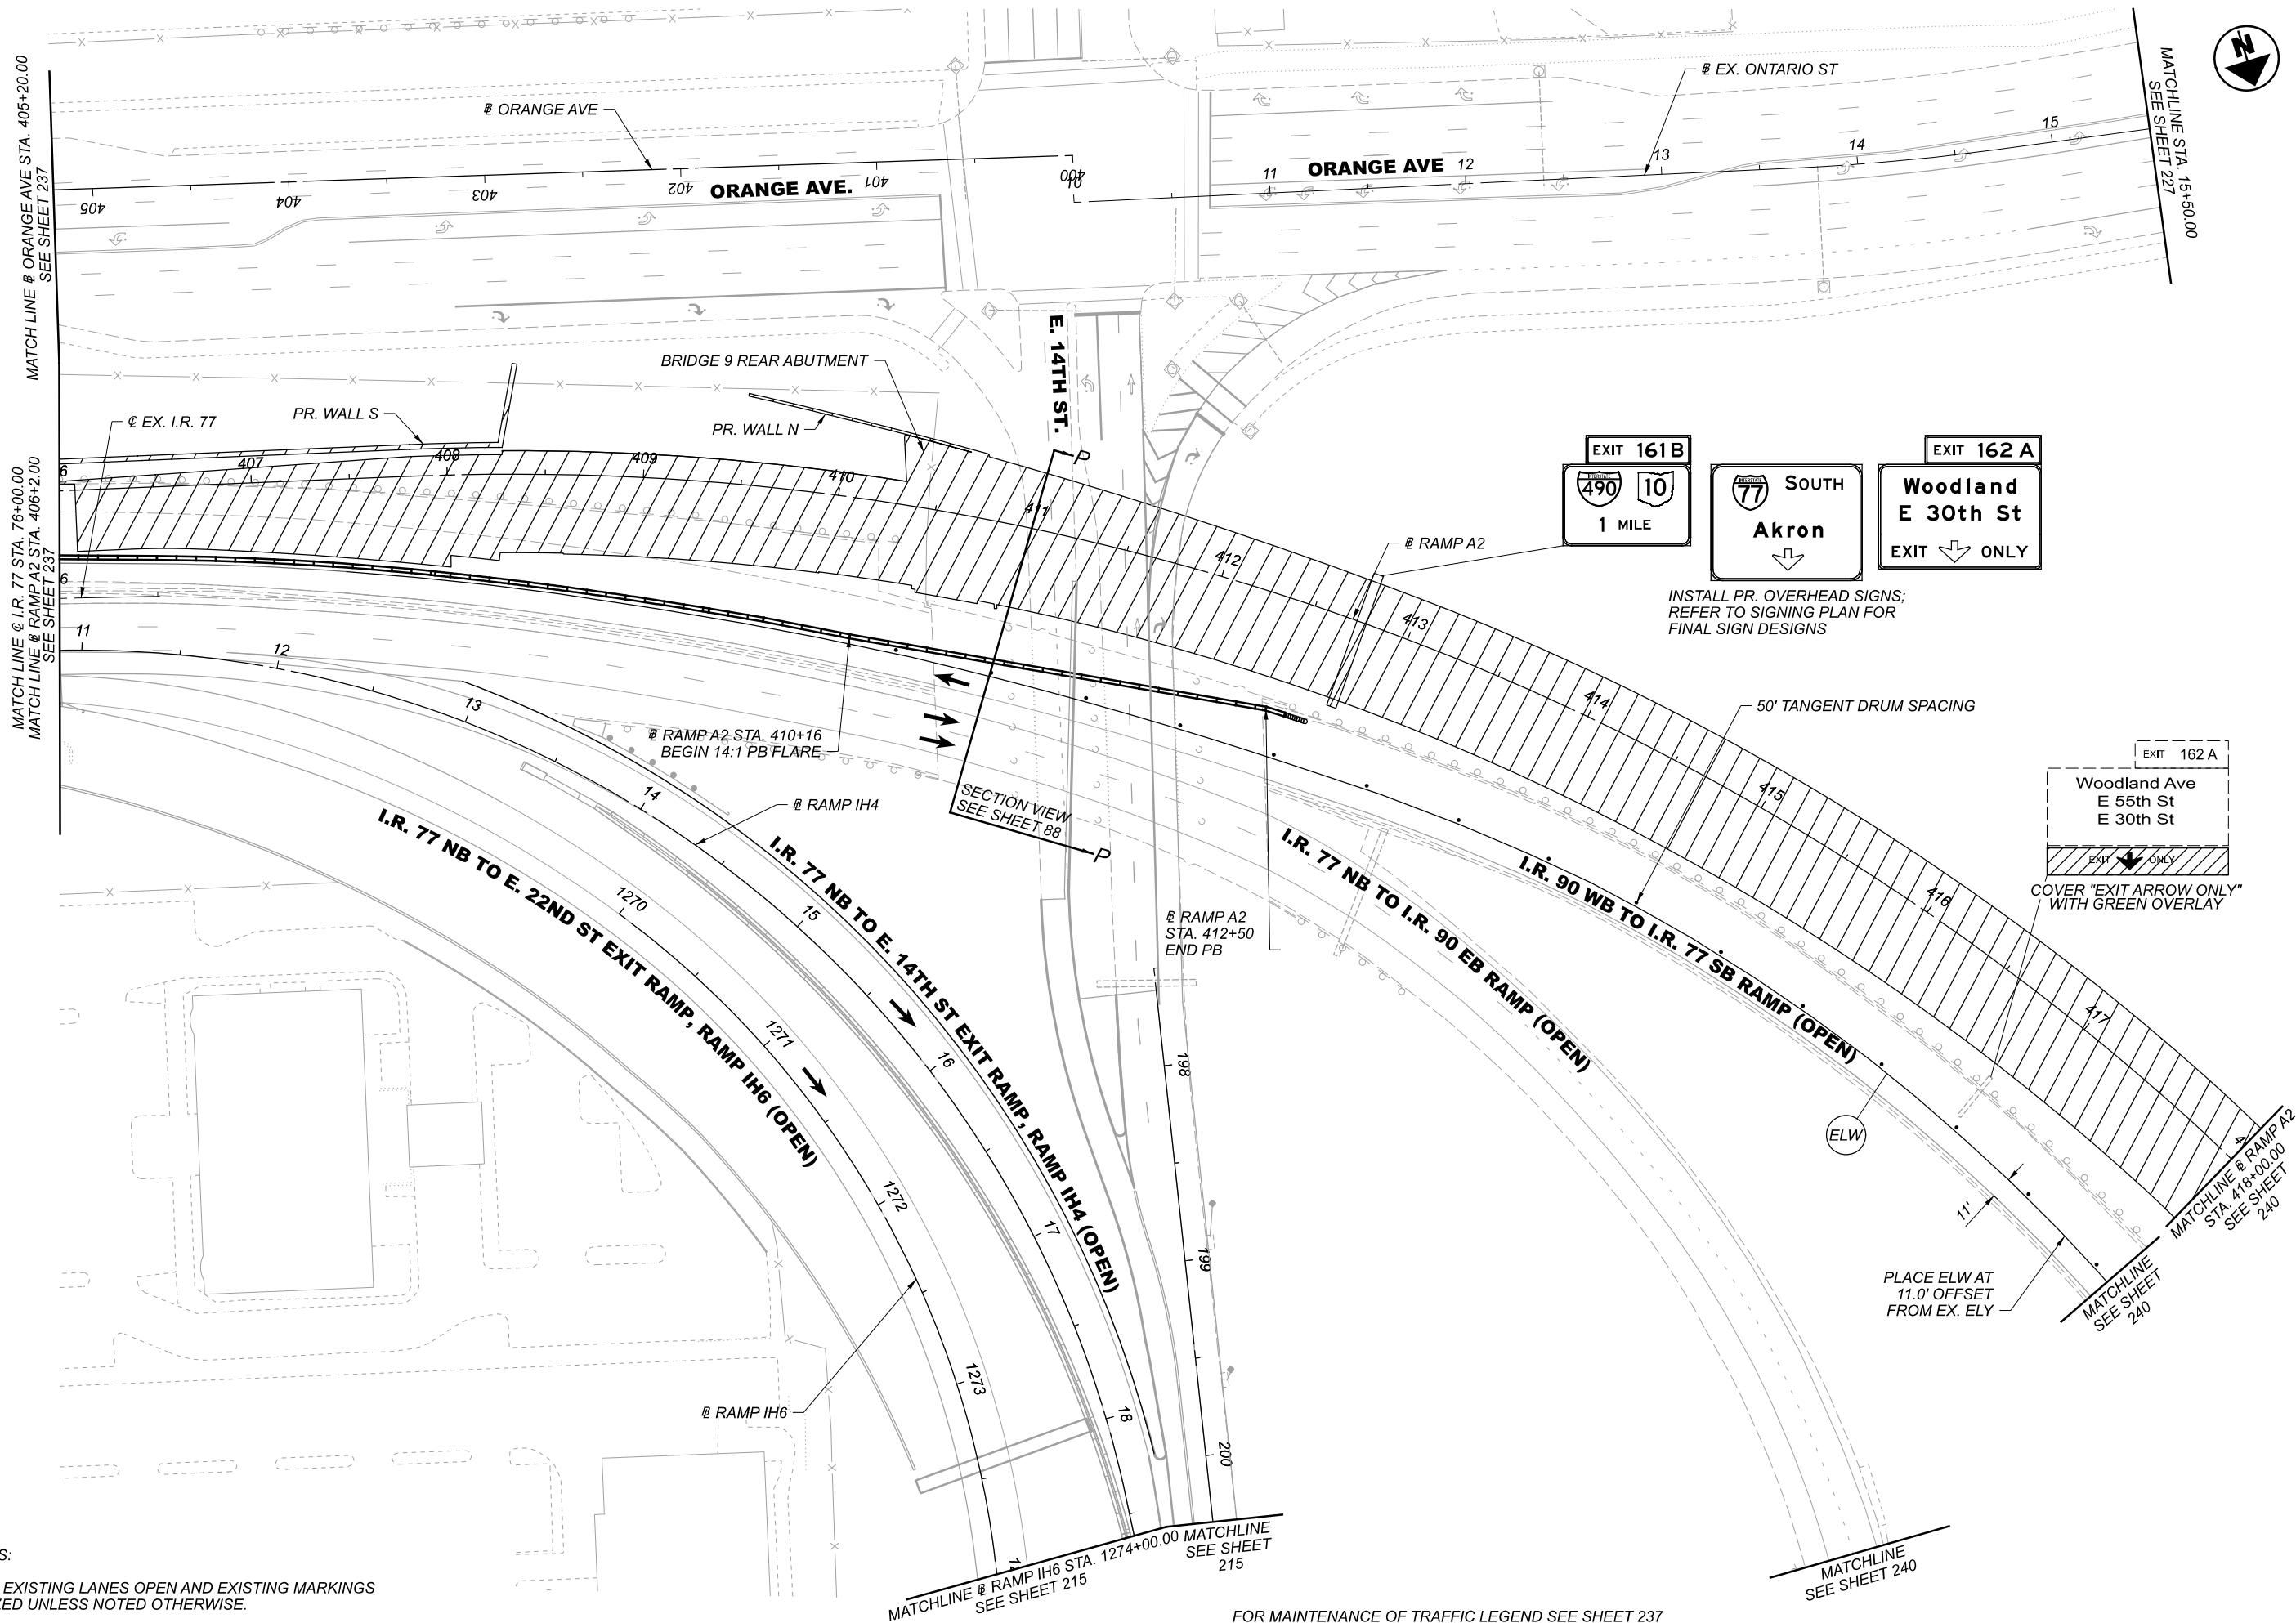 MATCH LINE ⅊ ORANGE AVE STA. 405+20.00
SEE SHEET 237
℄ ORANGE AVE
ORANGE AVE.
405
404
403
402
401
400
10
ORANGE AVE
11
12
13
14
15
℄ EX. ONTARIO ST
MATCHLINE STA. 15+50.00
SEE SHEET 227
N
MATCH LINE ℄ I.R. 77 STA. 76+00.00
MATCH LINE ℄ RAMP A2 STA. 406+2.00
SEE SHEET 237
℄ EX. I.R. 77
PR. WALL S
BRIDGE 9 REAR ABUTMENT
PR. WALL N
E. 14TH ST.
P
6
407
408
409
410
411
412
413
414
415
416
417
6
℄ RAMP A2
EXIT 161B
INTERSTATE
490
10
1 MILE
INTERSTATE
77
SOUTH
Akron
EXIT 162 A
Woodland
E 30th St
EXIT ONLY
INSTALL PR. OVERHEAD SIGNS;
REFER TO SIGNING PLAN FOR
FINAL SIGN DESIGNS
50' TANGENT DRUM SPACING
EXIT 162 A
Woodland Ave
E 55th St
E 30th St
EXIT ONLY
COVER "EXIT ARROW ONLY"
WITH GREEN OVERLAY
11
12
13
14
15
16
17
18
℄ RAMP A2 STA. 410+16
BEGIN 14:1 PB FLARE
℄ RAMP IH4
SECTION VIEW
SEE SHEET 88
P
℄ RAMP A2
STA. 412+50
END PB
I.R. 77 NB TO E. 22ND ST EXIT RAMP, RAMP IH6 (OPEN)
I.R. 77 NB TO E. 14TH ST EXIT RAMP, RAMP IH4 (OPEN)
I.R. 77 NB TO I.R. 90 EB RAMP (OPEN)
I.R. 90 WB TO I.R. 77 SB RAMP (OPEN)
1270
1271
1272
1273
198
199
200
ELW
11'
PLACE ELW AT
11.0' OFFSET
FROM EX. ELY
MATCHLINE ℄ RAMP A2
STA. 418+00.00
SEE SHEET
240
MATCHLINE
SEE SHEET
240
℄ RAMP IH6
MATCHLINE ℄ RAMP IH6 STA. 1274+00.00
SEE SHEET 215
MATCHLINE
SEE SHEET
215
MATCHLINE
SEE SHEET 240
S:
EXISTING LANES OPEN AND EXISTING MARKINGS
UNLESS NOTED OTHERWISE.
FOR MAINTENANCE OF TRAFFIC LEGEND SEE SHEET 237